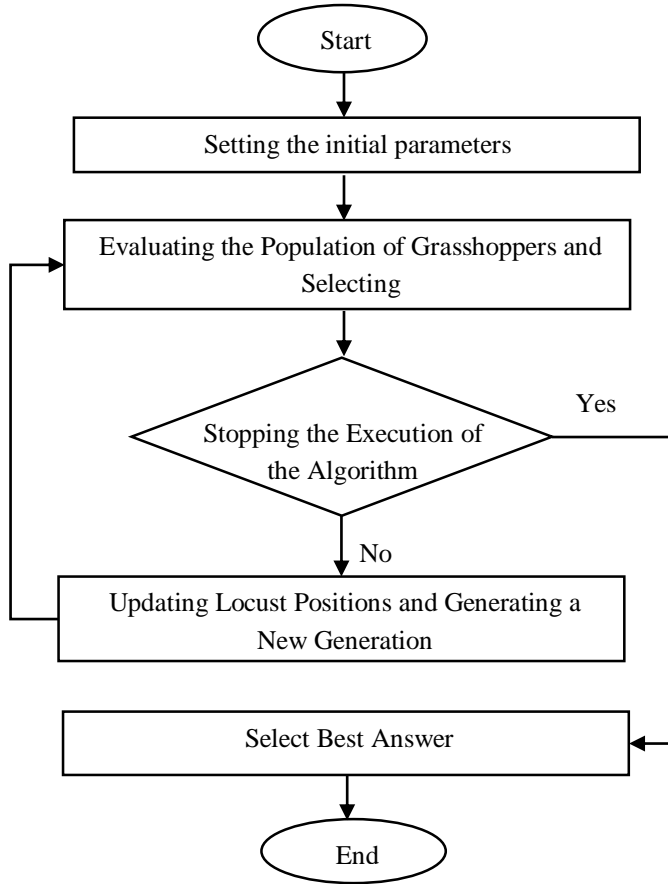 Start
Setting the initial parameters
Evaluating the Population of Grasshoppers and
Selecting
Yes
Stopping the Execution of
the Algorithm
No
Updating Locust Positions and Generating a
New Generation
Select Best Answer
End